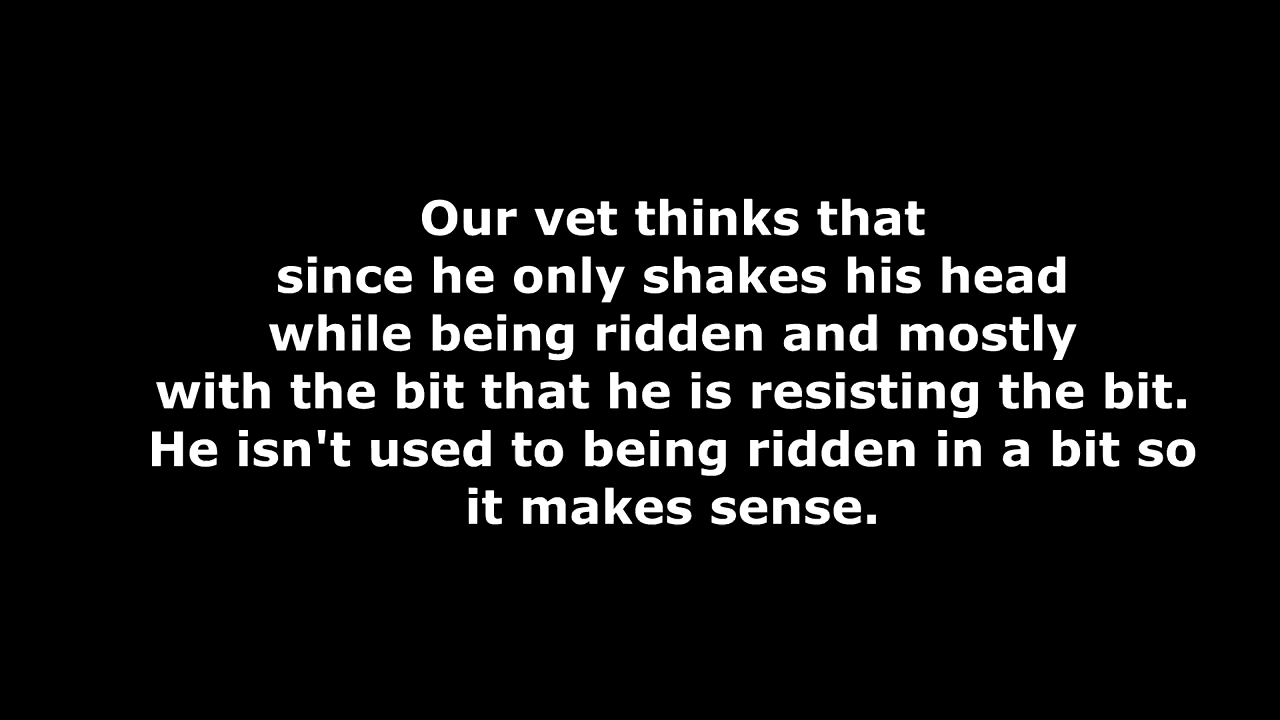 Our vet thinks that
since he only shakes his head
while being ridden and mostly
with the bit that he is resisting the bit.
He isn't used to being ridden in a bit so
it makes sense.